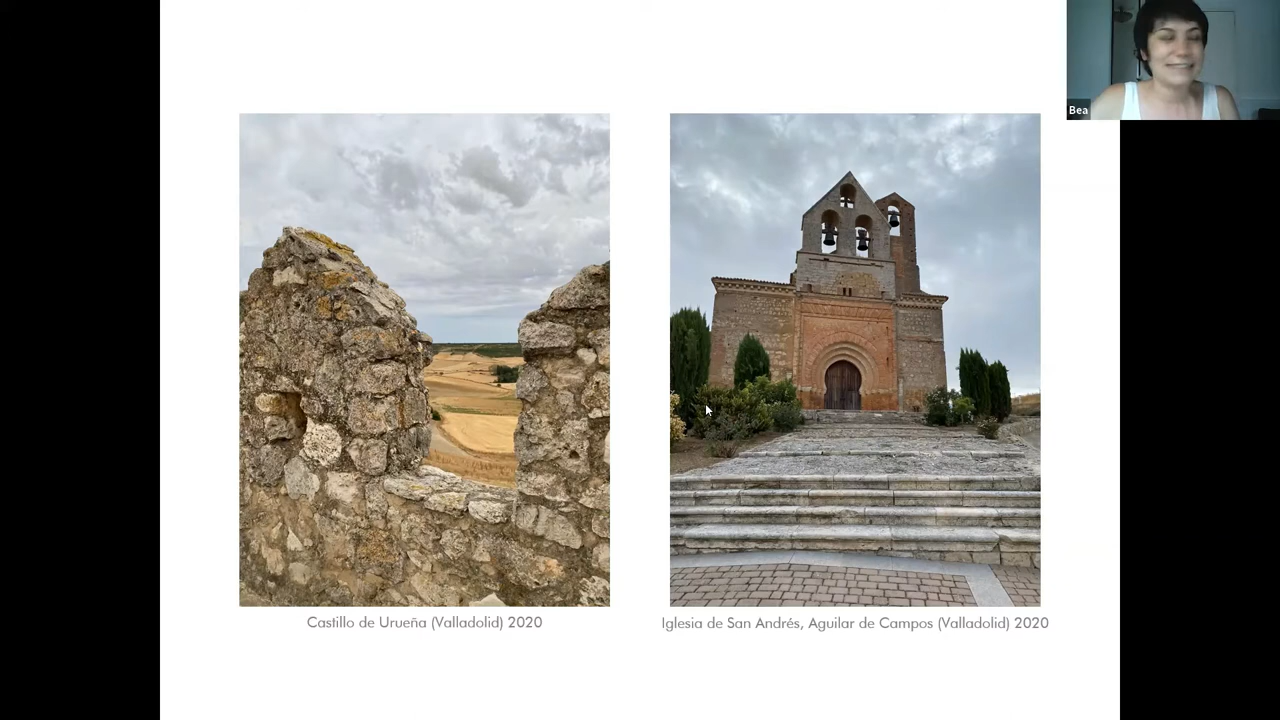 Bea
Castillo de Urueña (Valladolid) 2020
Iglesia de San Andrés, Aguilar de Campos (Valladolid) 2020